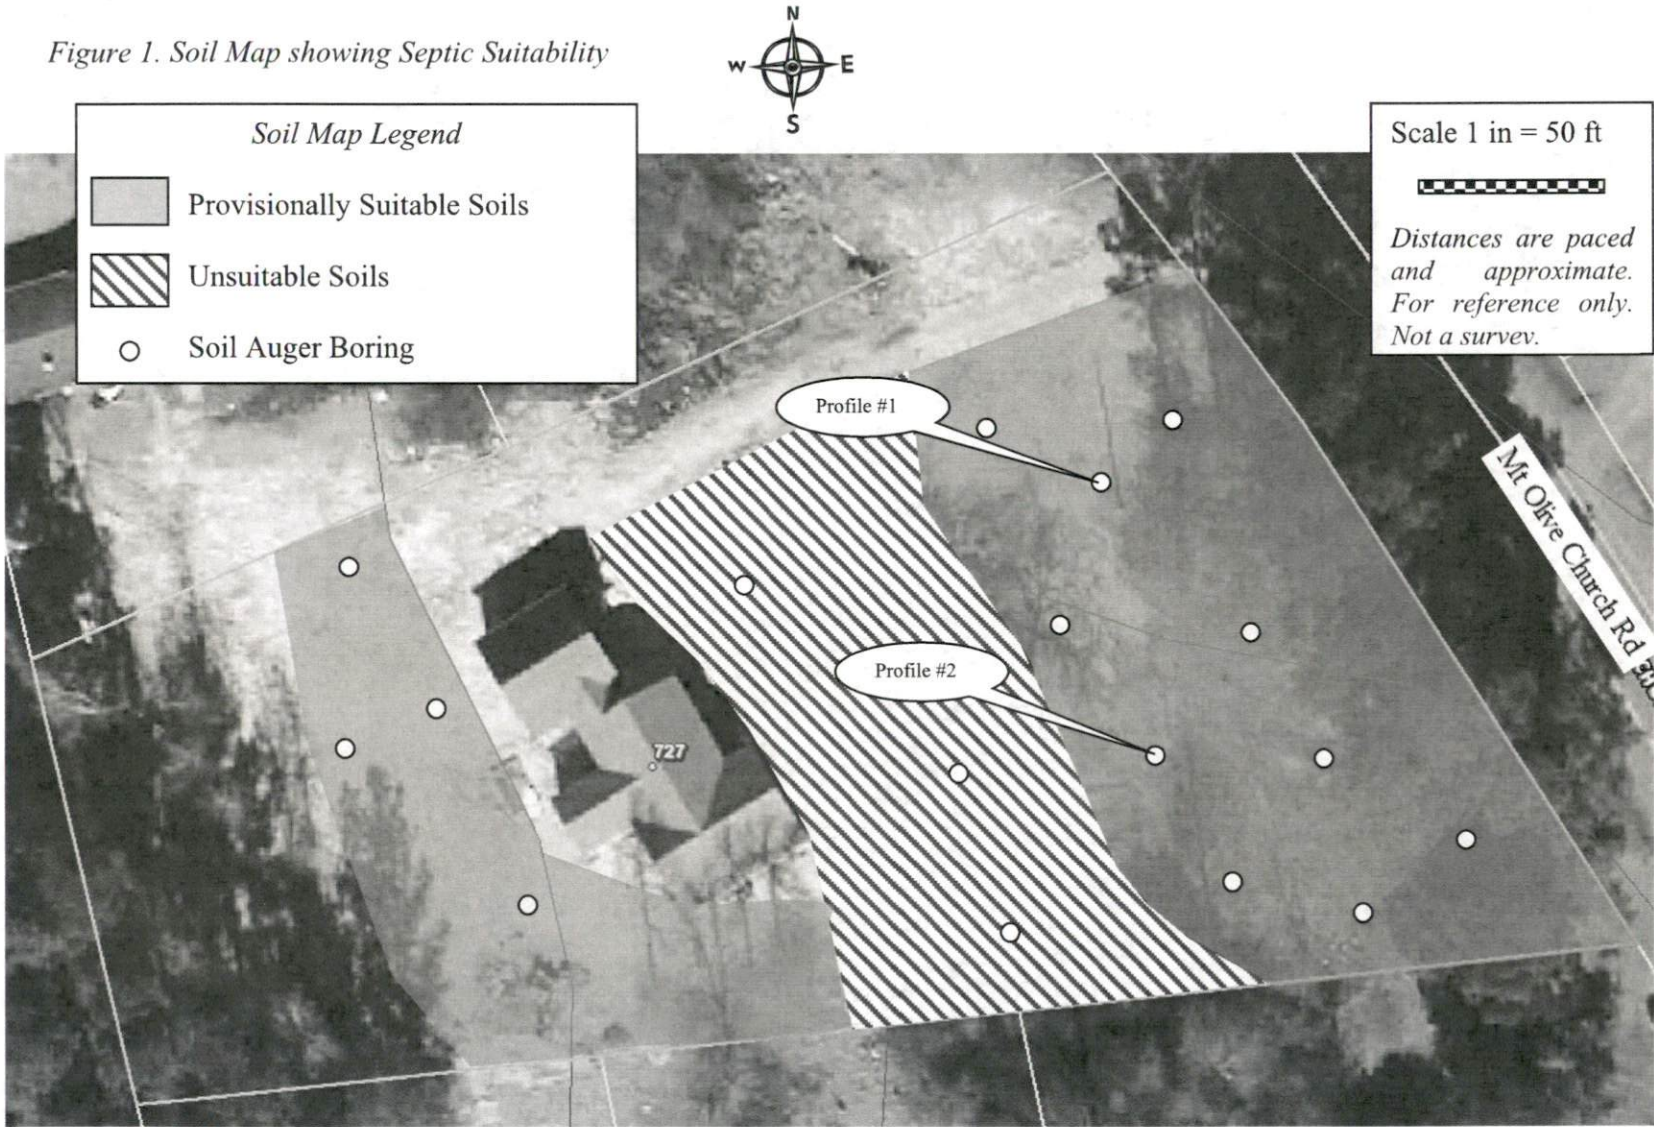 Figure 1. Soil Map showing Septic Suitability
N
W E
S
Soil Map Legend
Provisionally Suitable Soils
Unsuitable Soils
Soil Auger Boring
Scale 1 in = 50 ft
Distances are paced
and approximate.
For reference only.
Not a survev.
Profile #1
Mt Olive Church Rd
Profile #2
727